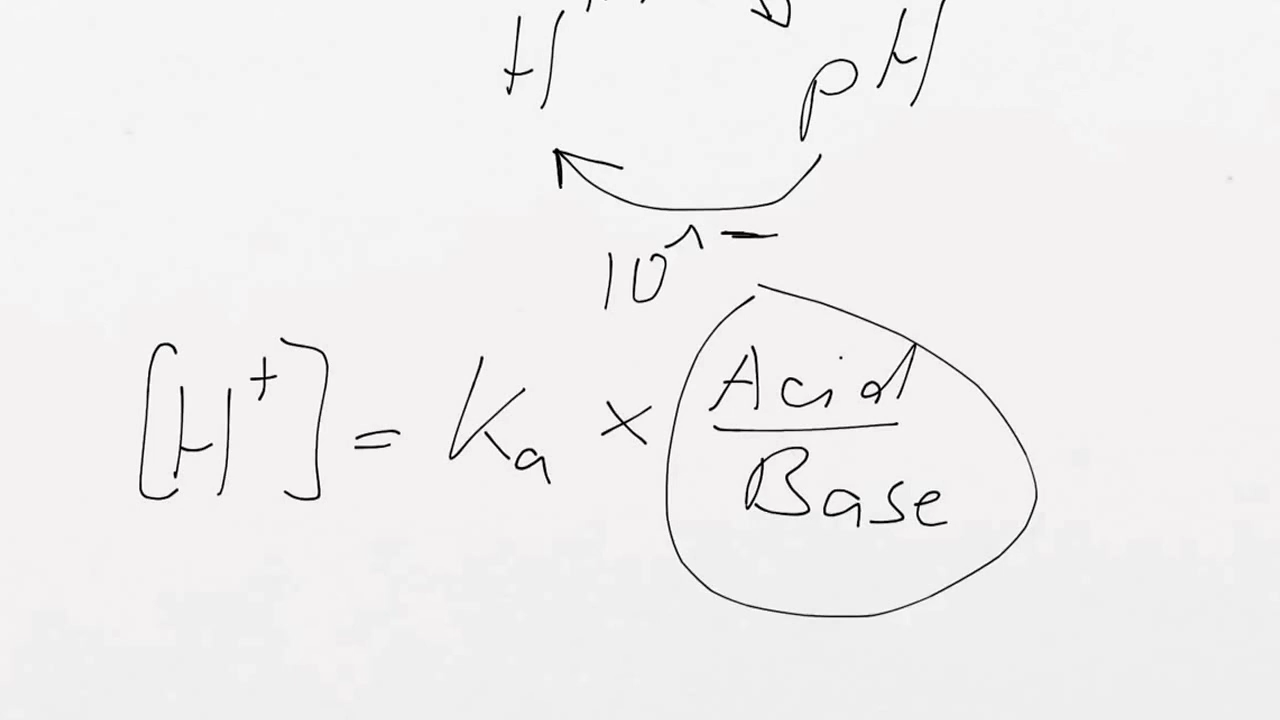 H pH
10^-
[H+] = Ka × Acid
Base